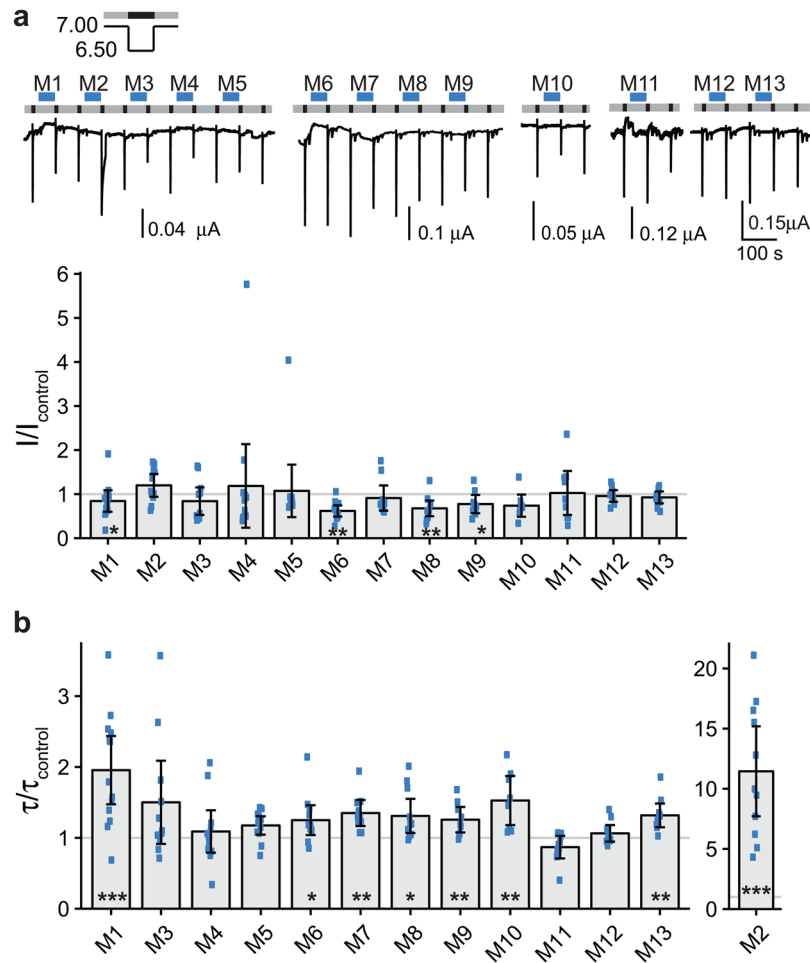 a
7.00
6.50
M1 M2 M3 M4 M5 M6 M7 M8 M9 M10 M11 M12 M13
0.04 µA
0.1 µA
0.05 µA
0.12 µA
0.15µA
100 s
I/Icontrol
6
5
4
3
2
1
0
* ** ** *
M1 M2 M3 M4 M5 M6 M7 M8 M9 M10 M11 M12 M13
b
τ/τcontrol
3
2
1
0
*** * ** * ** ** **
M1 M3 M4 M5 M6 M7 M8 M9 M10 M11 M12 M13
20
15
10
5
0
***
M2